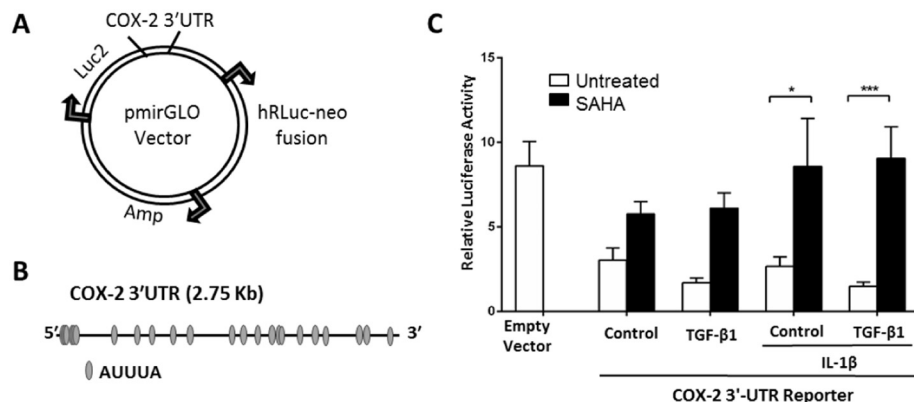 A
COX-2 3'UTR
Luc2
pmirGLO
Vector
hRLuc-neo
fusion
Amp
B
COX-2 3'UTR (2.75 Kb)
5' 3'
AUUUA
C
Relative Luciferase Activity
15
10
5
0
Untreated
SAHA
* ***
Empty
Vector
Control TGF-β1 Control TGF-β1
IL-1β
COX-2 3'-UTR Reporter